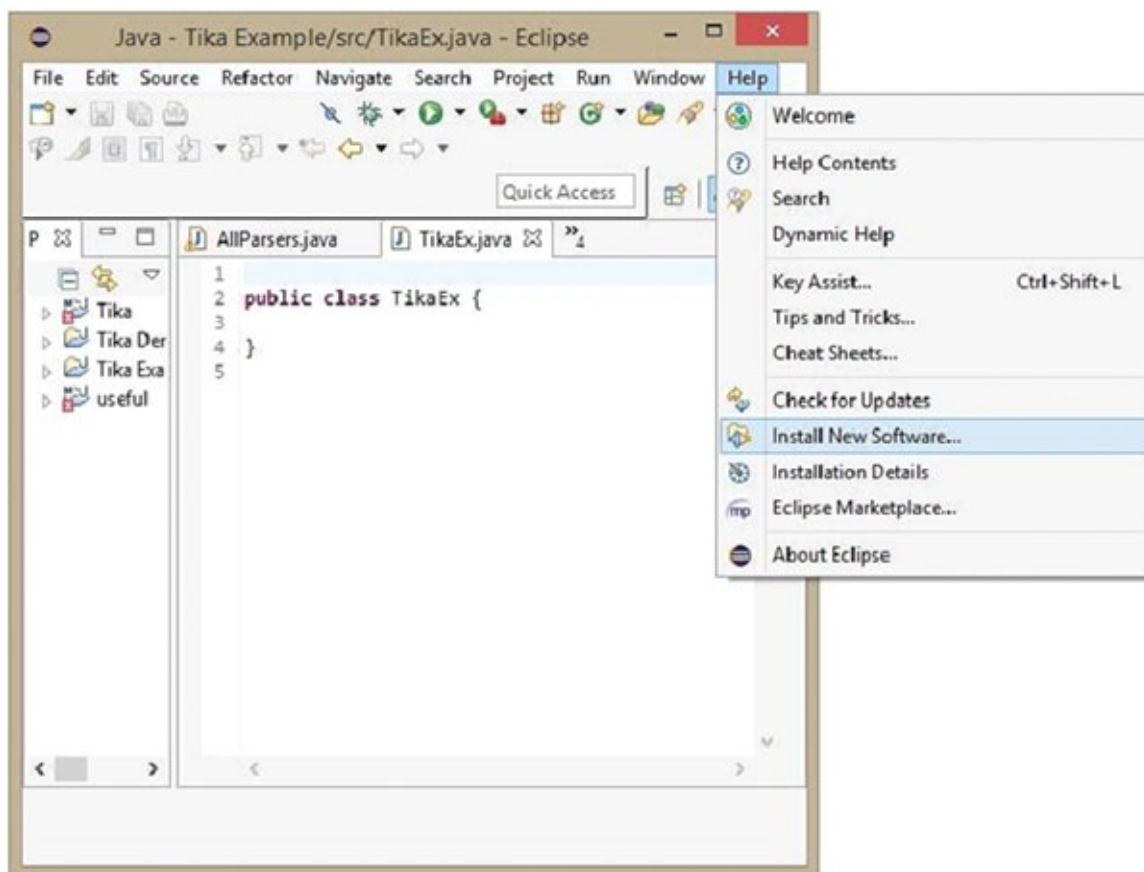 Java - Tika Example/src/TikaEx.java - Eclipse
File Edit Source Refactor Navigate Search Project Run Window Help
Quick Access
P
AllParsers.java
TikaEx.java
»4
Tika
Tika Der
Tika Exa
useful
1
2 public class TikaEx {
3
4 }
5
Welcome
Help Contents
Search
Dynamic Help
Key Assist... Ctrl+Shift+L
Tips and Tricks...
Cheat Sheets...
Check for Updates
Install New Software...
Installation Details
mp Eclipse Marketplace...
About Eclipse